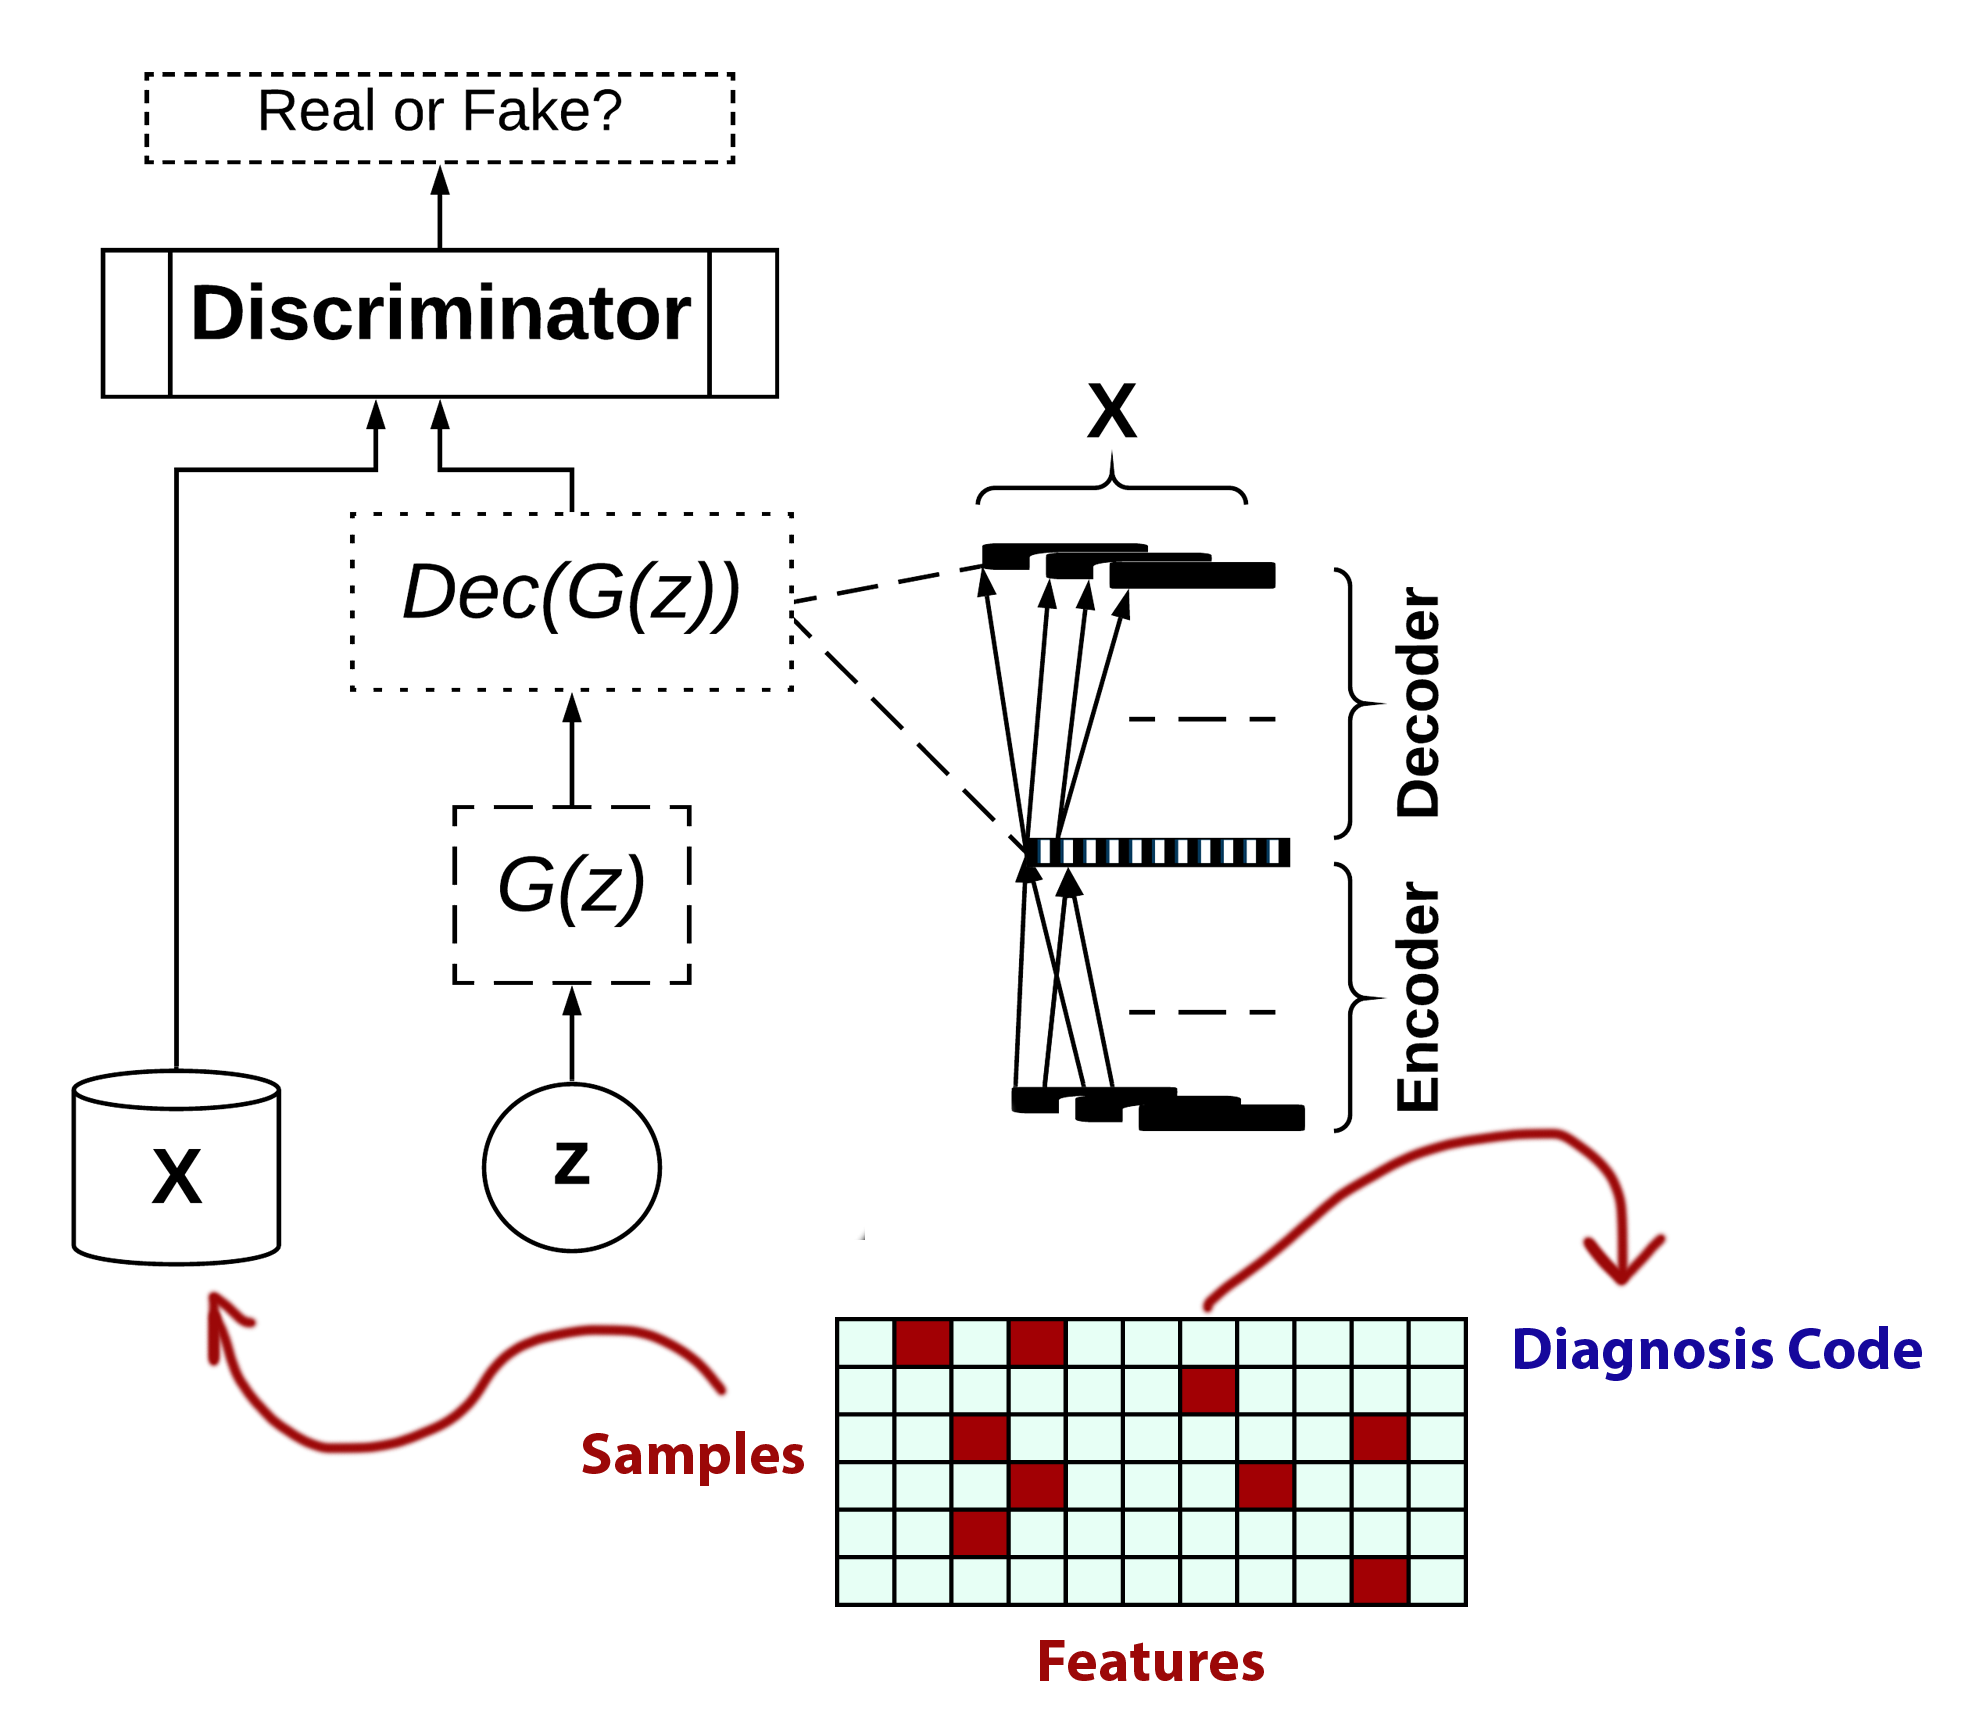 Real or Fake?
Discriminator
X
Dec(G(z))
Decoder
G(z)
Encoder
X
z
Diagnosis Code
Samples
Features